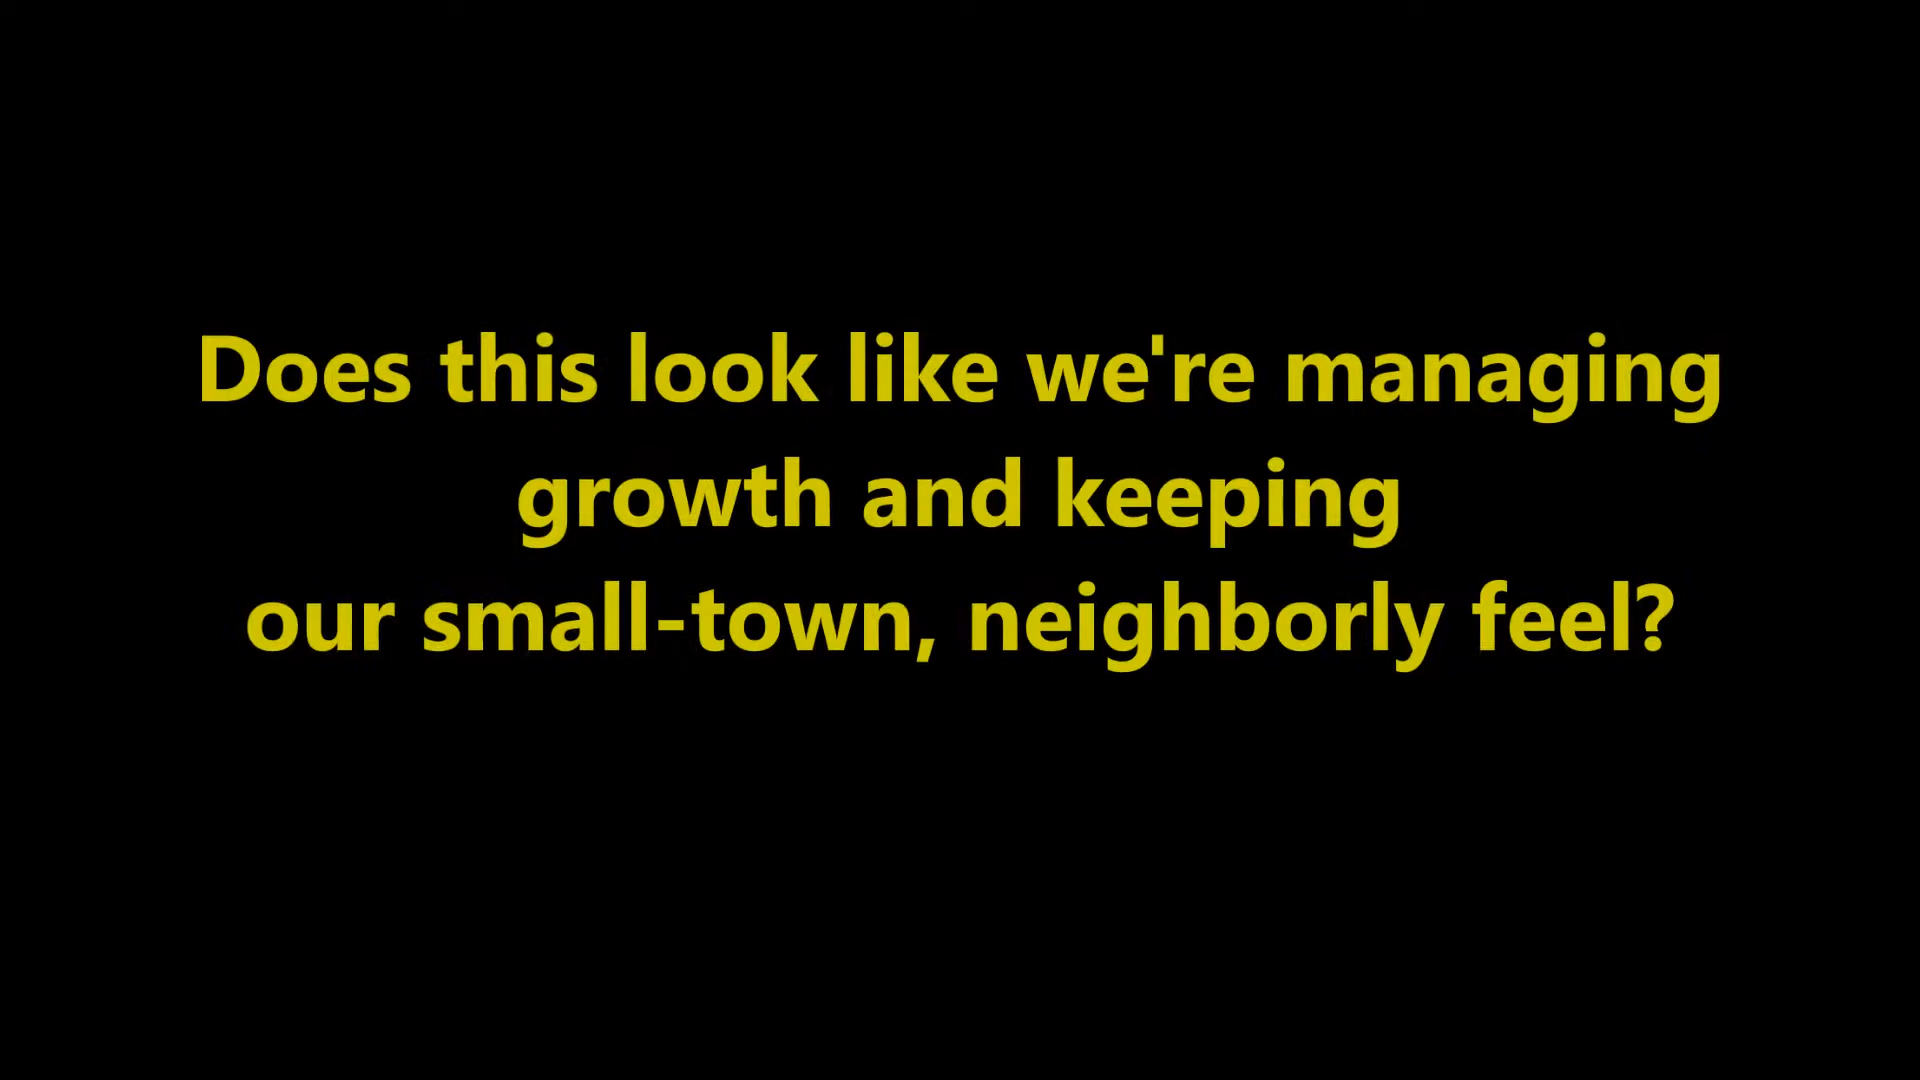 Does this look like we're managing
growth and keeping
our small-town, neighborly feel?